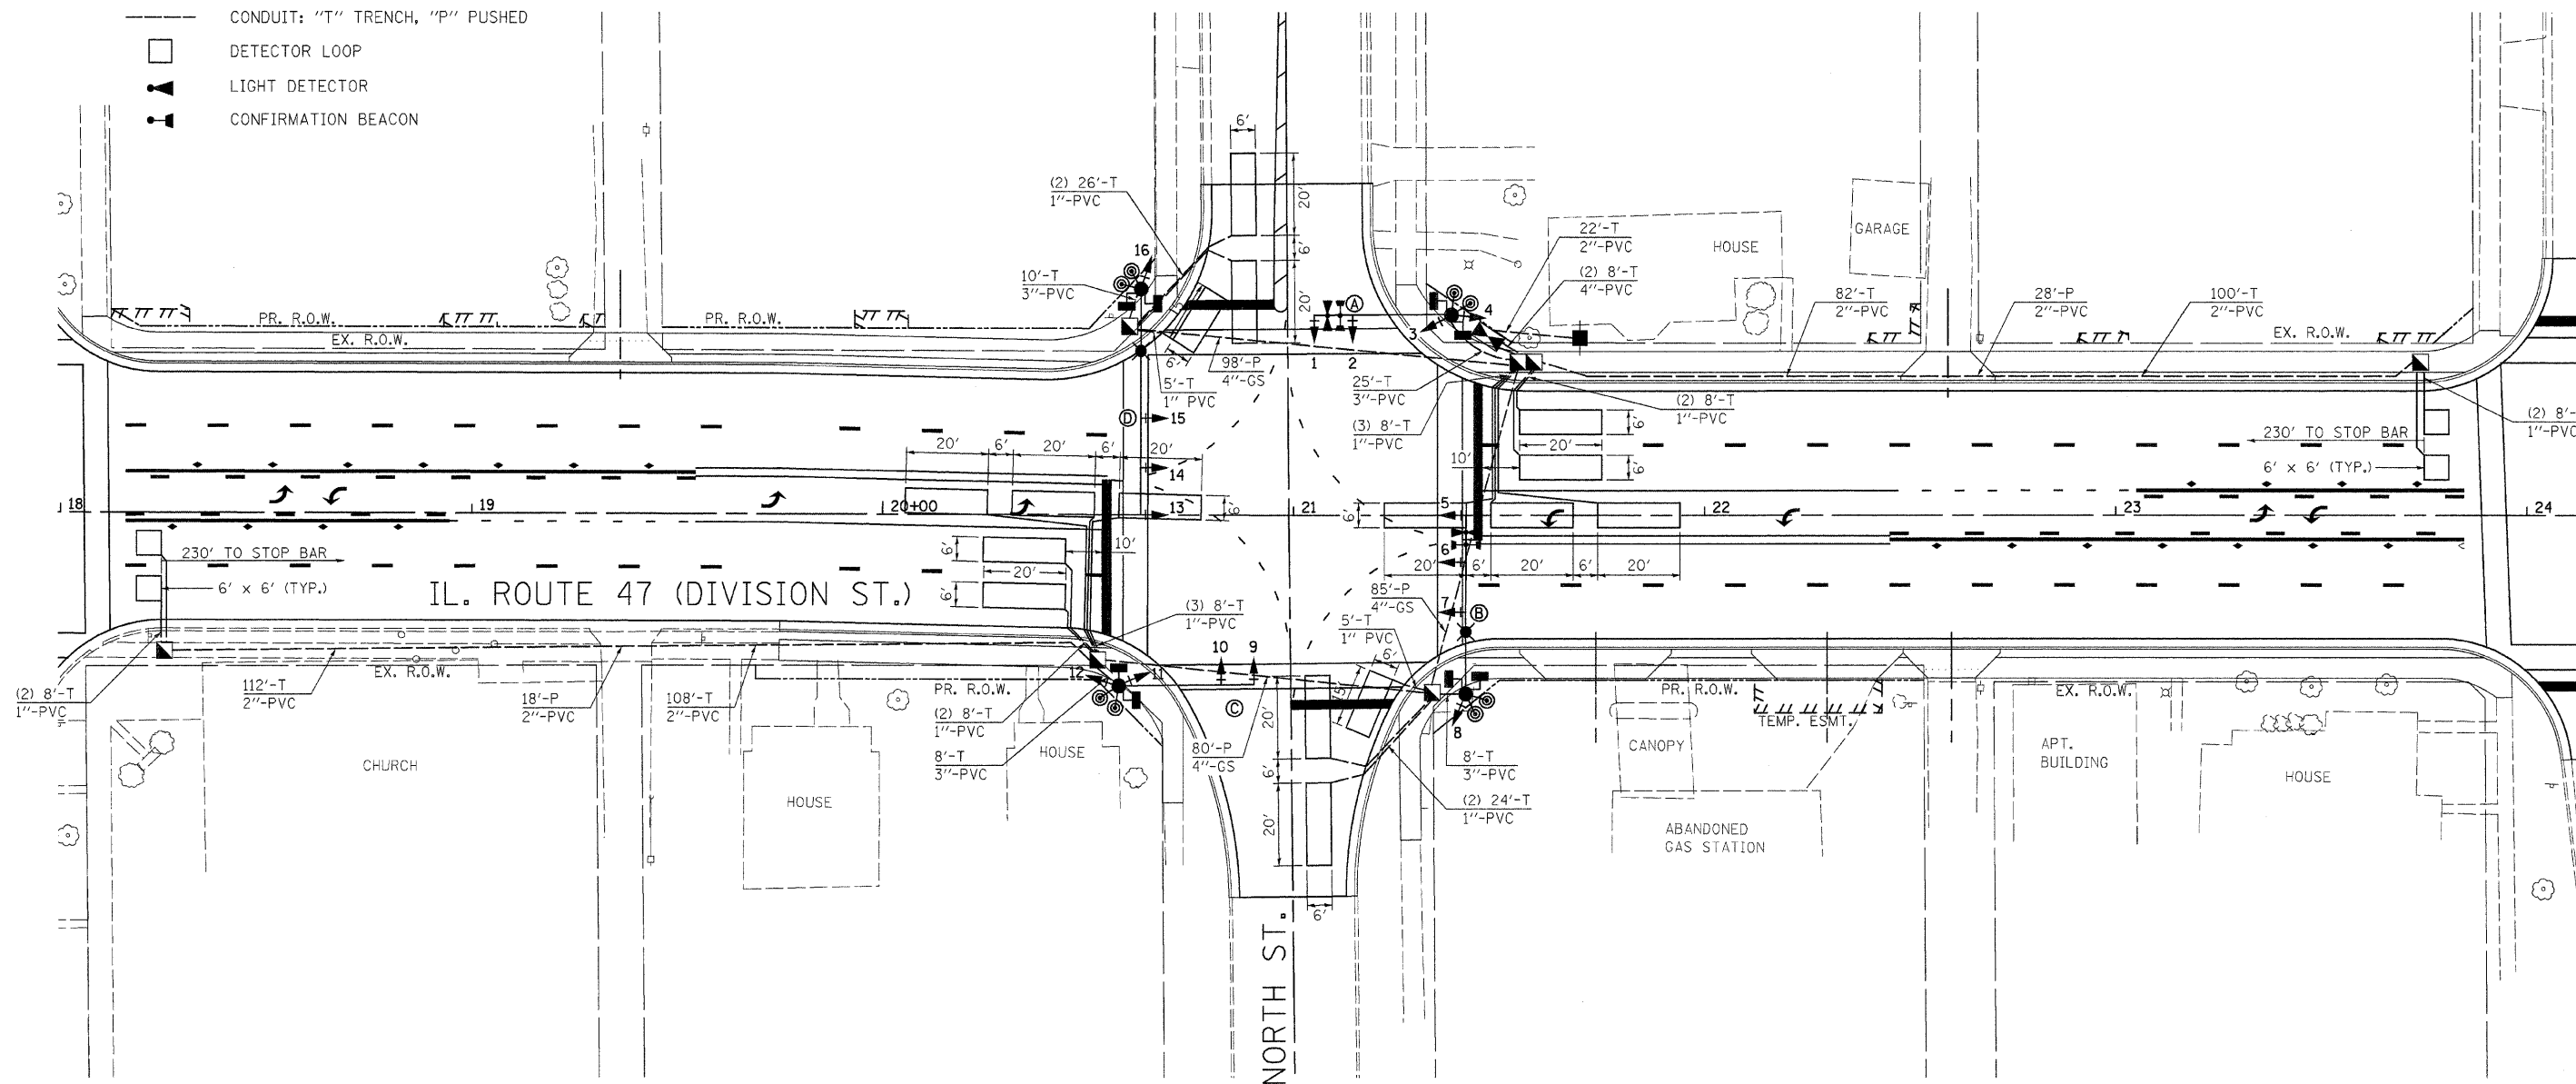 CONDUIT: "T" TRENCH, "P" PUSHED
DETECTOR LOOP
LIGHT DETECTOR
CONFIRMATION BEACON
6'
(2) 26'-T
1"-PVC
20'
6'
20'
16
10'-T
3"-PVC
A
4
3
1
2
22'-T
2"-PVC
(2) 8'-T
4"-PVC
HOUSE
GARAGE
82'-T
2"-PVC
28'-P
2"-PVC
100'-T
2"-PVC
PR. R.O.W.
EX. R.O.W.
PR. R.O.W.
EX. R.O.W.
6'
98'-P
4"-GS
5'-T
1" PVC
25'-T
3"-PVC
(3) 8'-T
1"-PVC
(2) 8'-T
1"-PVC
(2) 8'-
1"-PVC
D
15
14
13
20'
6'
20'
6'
20'
6'
10'
6'
20'
6'
230' TO STOP BAR
6' x 6' (TYP.)
18
19
20+00
21
22
23
24
6'
5
6
7
B
20'
6'
20'
6'
20'
230' TO STOP BAR
6' x 6' (TYP.)
6'
20'
6'
10'
IL. ROUTE 47 (DIVISION ST.)
(3) 8'-T
1"-PVC
85'-P
4"-GS
5'-T
1" PVC
10
9
12
11
8
6'
15'
(2) 8'-T
1"-PVC
112'-T
2"-PVC
EX. R.O.W.
18'-P
2"-PVC
108'-T
2"-PVC
PR. R.O.W.
(2) 8'-T
1"-PVC
8'-T
3"-PVC
C
80'-P
4"-GS
20'
6'
20'
6'
8'-T
3"-PVC
(2) 24'-T
1"-PVC
PR. R.O.W.
TEMP. ESMT.
EX. R.O.W.
CHURCH
HOUSE
HOUSE
CANOPY
ABANDONED
GAS STATION
APT.
BUILDING
HOUSE
NORTH ST.